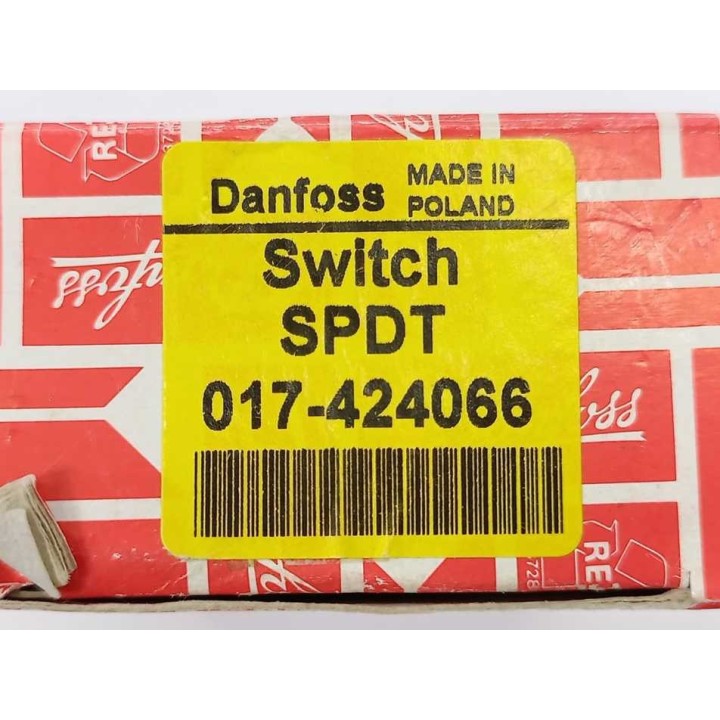 Danfoss MADE IN
POLAND
Switch
SPDT
017-424066